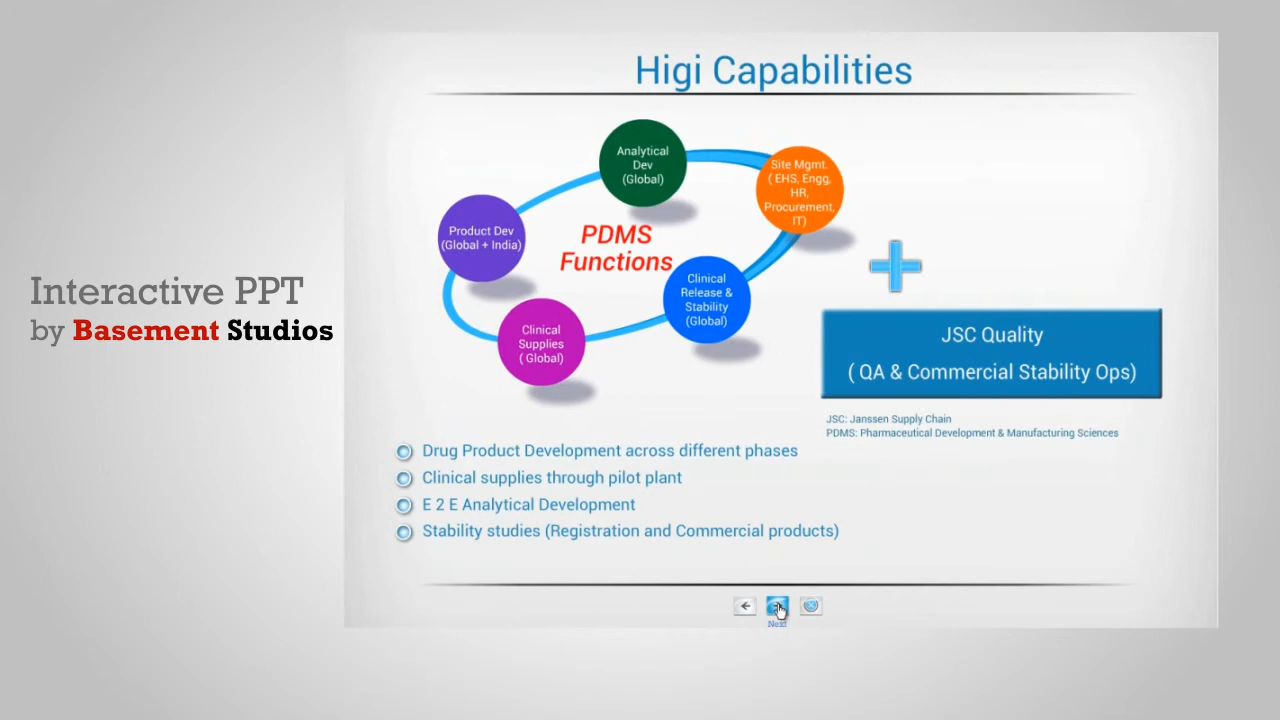 Higi Capabilities
Analytical
Dev
(Global)
Site Mgmt.
( EHS, Engg,
HR,
Procurement,
IT)
Product Dev
(Global + India)
PDMS
Functions
Clinical
Release &
Stability
(Global)
Clinical
Supplies
( Global)
Interactive PPT
by Basement Studios
JSC Quality
( QA & Commercial Stability Ops)
JSC: Janssen Supply Chain
PDMS: Pharmaceutical Development & Manufacturing Sciences
Drug Product Development across different phases
Clinical supplies through pilot plant
E 2 E Analytical Development
Stability studies (Registration and Commercial products)
Next